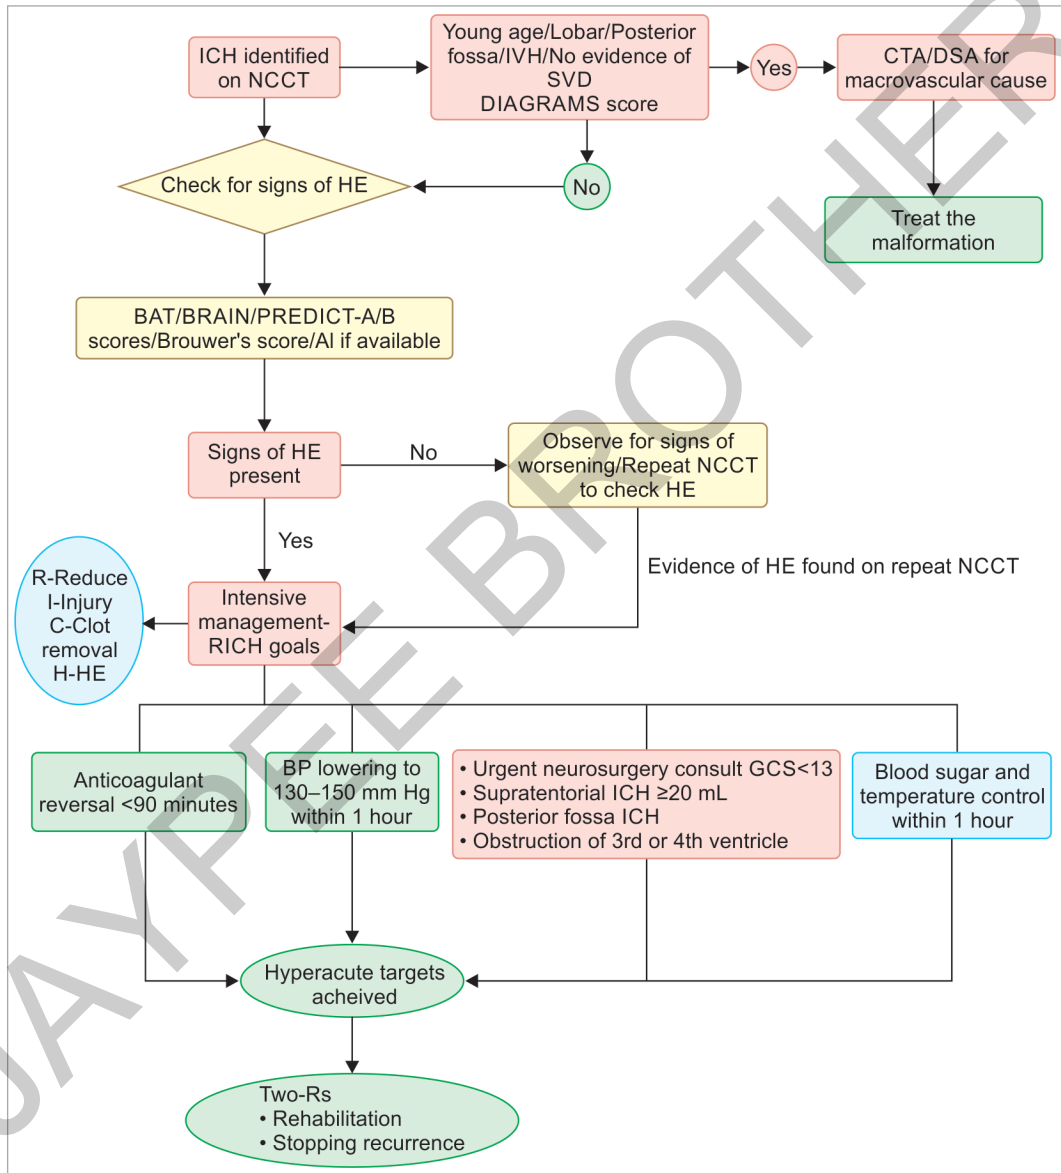 ICH identified
on NCCT
Young age/Lobar/Posterior
fossa/IVH/No evidence of
SVD
DIAGRAMS score
Yes
CTA/DSA for
macrovascular cause
Check for signs of HE
No
Treat the
malformation
BAT/BRAIN/PREDICT-A/B
scores/Brouwer's score/AI if available
Signs of HE
present
No
Observe for signs of
worsening/Repeat NCCT
to check HE
Yes
Evidence of HE found on repeat NCCT
R-Reduce
I-Injury
C-Clot
removal
H-HE
Intensive
management-
RICH goals
Anticoagulant
reversal <90 minutes
BP lowering to
130–150 mm Hg
within 1 hour
• Urgent neurosurgery consult GCS<13
• Supratentorial ICH ≥20 mL
• Posterior fossa ICH
• Obstruction of 3rd or 4th ventricle
Blood sugar and
temperature control
within 1 hour
Hyperacute targets
acheived
Two-Rs
• Rehabilitation
• Stopping recurrence
JAYPEE BROTHER